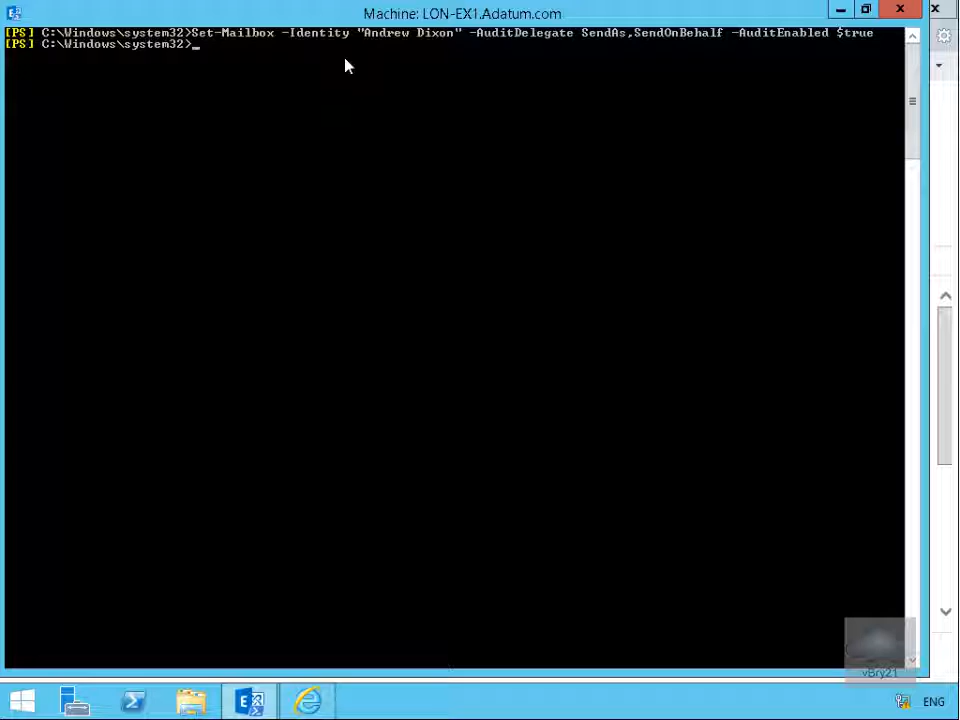 Machine: LON-EX1.Adatum.com
[PS] C:\Windows\system32>Set-Mailbox -Identity "Andrew Dixon" -AuditDelegate SendAs,SendOnBehalf -AuditEnabled $true
[PS] C:\Windows\system32>_
vBry21
ENG